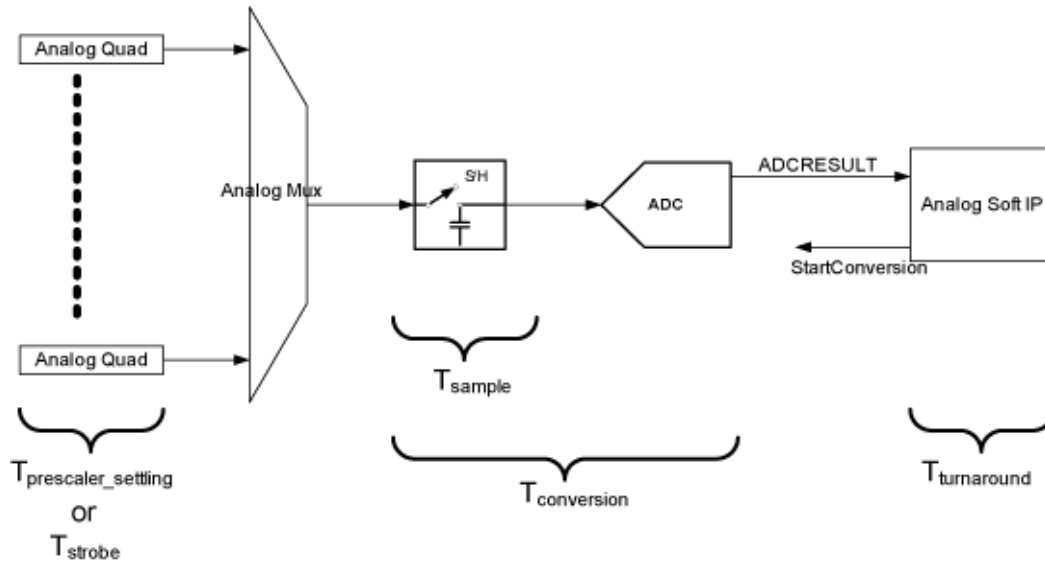 Analog Quad
Analog Mux
S/H
ADC
ADCRESULT
Analog Soft IP
StartConversion
Analog Quad
Tsample
Tprescaler_settling
or
Tstrobe
Tconversion
Tturnaround